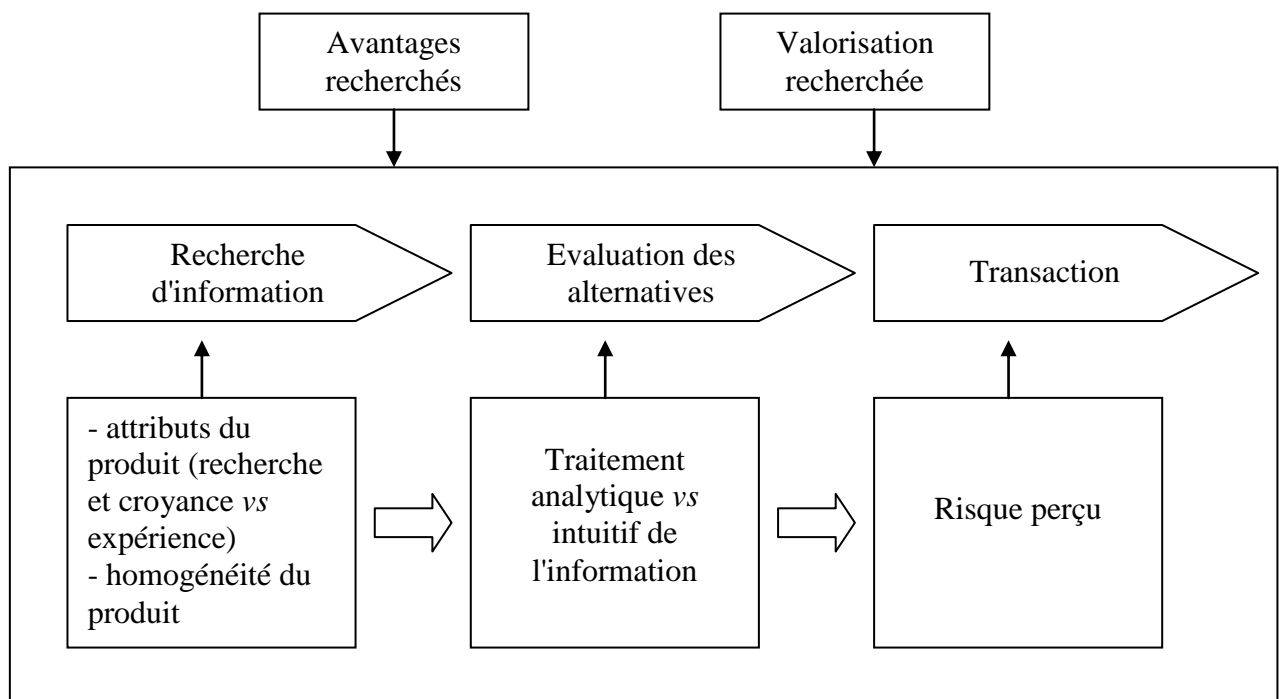 Avantages
recherchés
Valorisation
recherchée
Recherche
d'information
Evaluation des
alternatives
Transaction
- attributs du
produit (recherche
et croyance vs
expérience)
- homogénéité du
produit
Traitement
analytique vs
intuitif de
l'information
Risque perçu